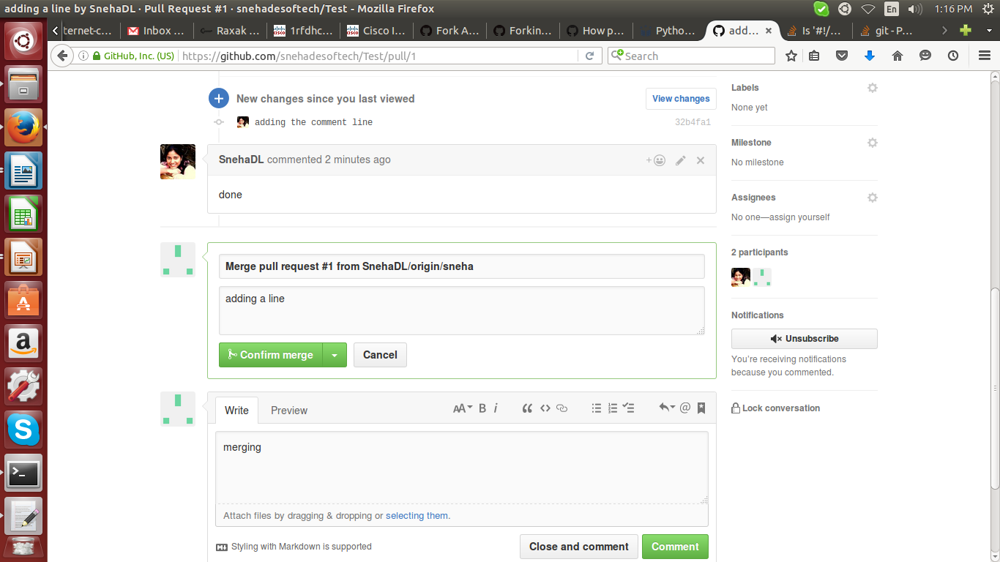 adding a line by SnehaDL · Pull Request #1 · snehadesoftech/Test - Mozilla Firefox
En
1:16 PM
ternet-c...
Inbox ...
Raxak ...
1rfdhc...
Cisco I...
Fork A...
Forkin...
How p...
Pytho...
add...
Is '#!/...
git - P...
GitHub, Inc. (US)
https://github.com/snehadesoftech/Test/pull/1
Search
New changes since you last viewed
View changes
adding the comment line
32b4fa1
SnehaDL commented 2 minutes ago
done
Merge pull request #1 from SnehaDL/origin/sneha
adding a line
Confirm merge
Cancel
Write
Preview
AA
B
i
@
merging
Attach files by dragging & dropping or selecting them.
Styling with Markdown is supported
Close and comment
Comment
Labels
None yet
Milestone
No milestone
Assignees
No one—assign yourself
2 participants
Notifications
Unsubscribe
You’re receiving notifications
because you commented.
Lock conversation